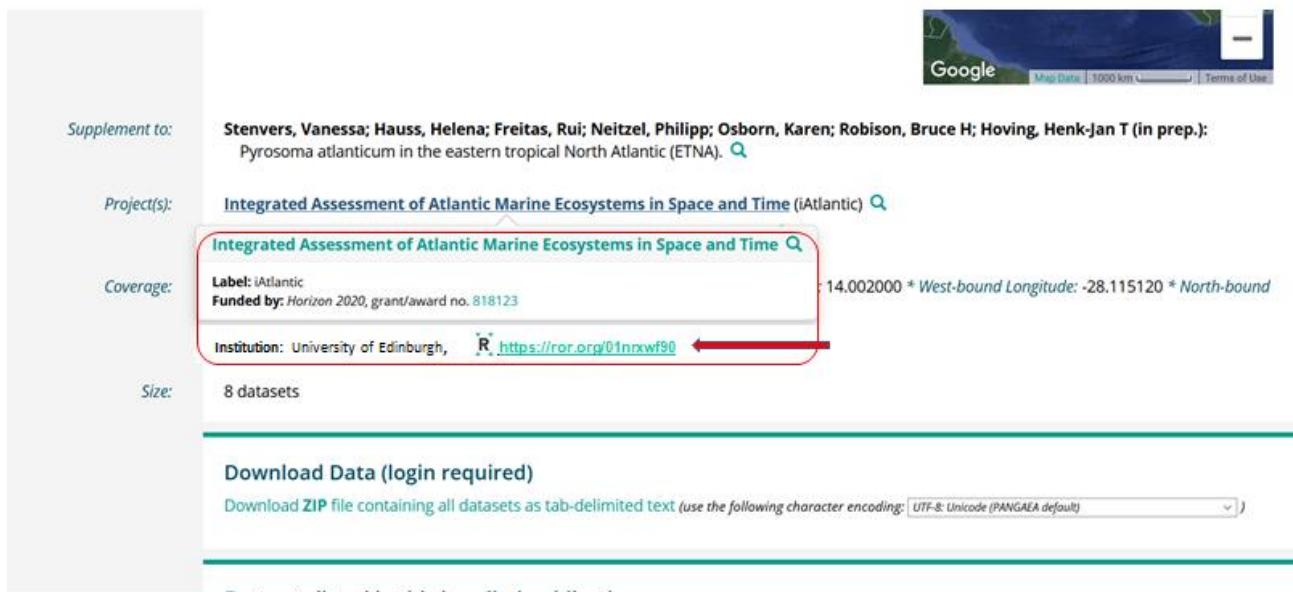 Google
Map Data
1000 km
Terms of Use
Supplement to:
Stenvers, Vanessa; Hauss, Helena; Freitas, Rui; Neitzel, Philipp; Osborn, Karen; Robison, Bruce H; Hoving, Henk-Jan T (in prep.):
Pyrosoma atlanticum in the eastern tropical North Atlantic (ETNA).
Project(s):
Integrated Assessment of Atlantic Marine Ecosystems in Space and Time (iAtlantic)
Integrated Assessment of Atlantic Marine Ecosystems in Space and Time
Label: iAtlantic
Coverage:
: 14.002000 * West-bound Longitude: -28.115120 * North-bound
Funded by: Horizon 2020, grant/award no. 818123
Institution: University of Edinburgh, R https://ror.org/01nrxwf90
Size:
8 datasets
Download Data (login required)
Download ZIP file containing all datasets as tab-delimited text (use the following character encoding: UTF-8: Unicode (PANGAEA default) )